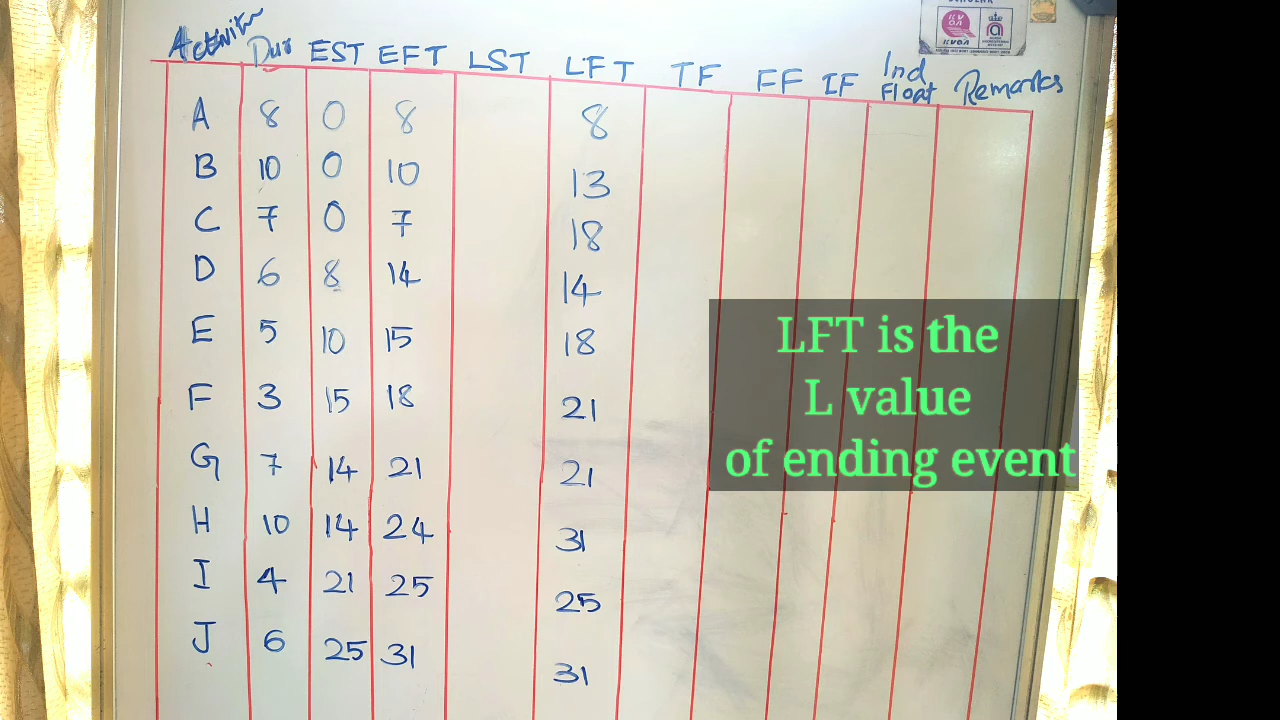 Activity Dur EST EFT LST LFT TF FF IF Ind Float Remarks
A 8 0 8 8
B 10 0 10 13
C 7 0 7 18
D 6 8 14 14
E 5 10 15 18
F 3 15 18 21
G 7 14 21 21
H 10 14 24 31
I 4 21 25 25
J 6 25 31 31
LFT is the
L value
of ending event
KVOA